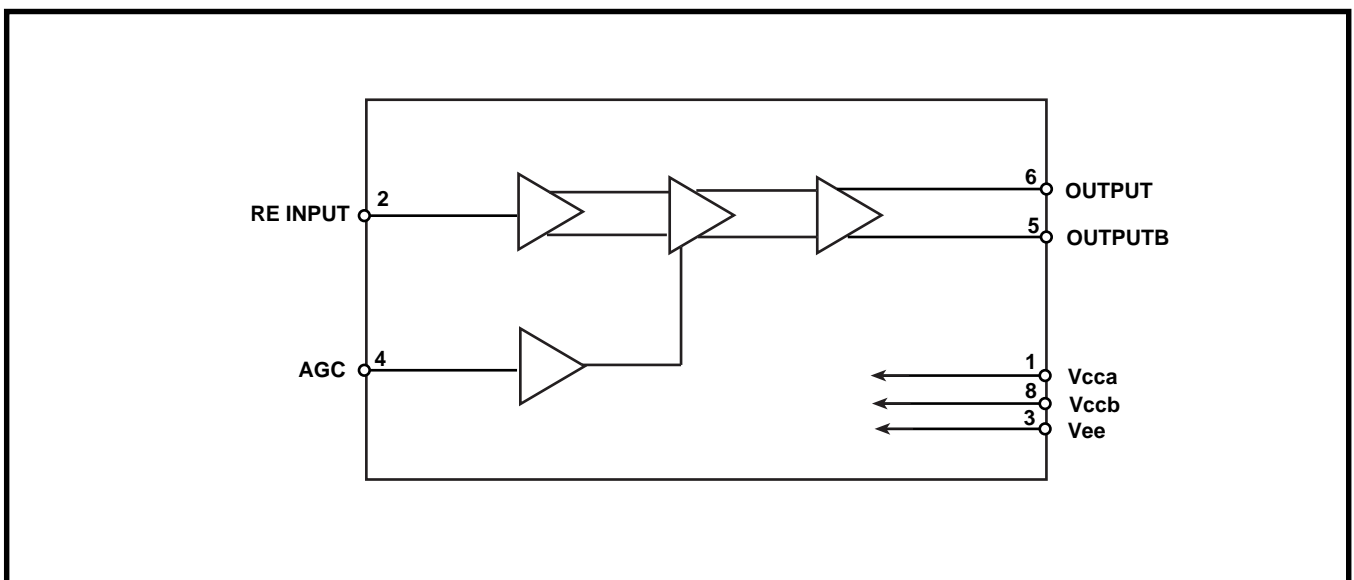 2
RE INPUT
4
AGC
6
OUTPUT
5
OUTPUTB
1
Vcca
8
Vccb
3
Vee